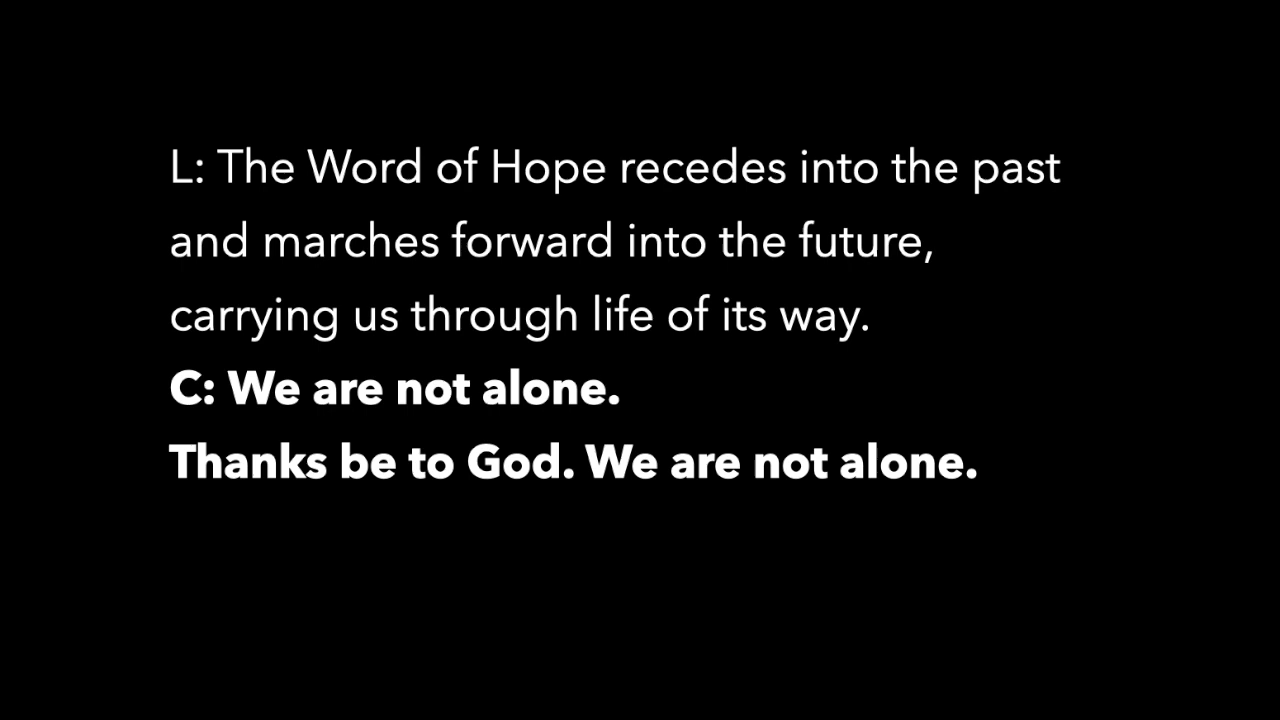 L: The Word of Hope recedes into the past
and marches forward into the future,
carrying us through life of its way.
C: We are not alone.
Thanks be to God. We are not alone.